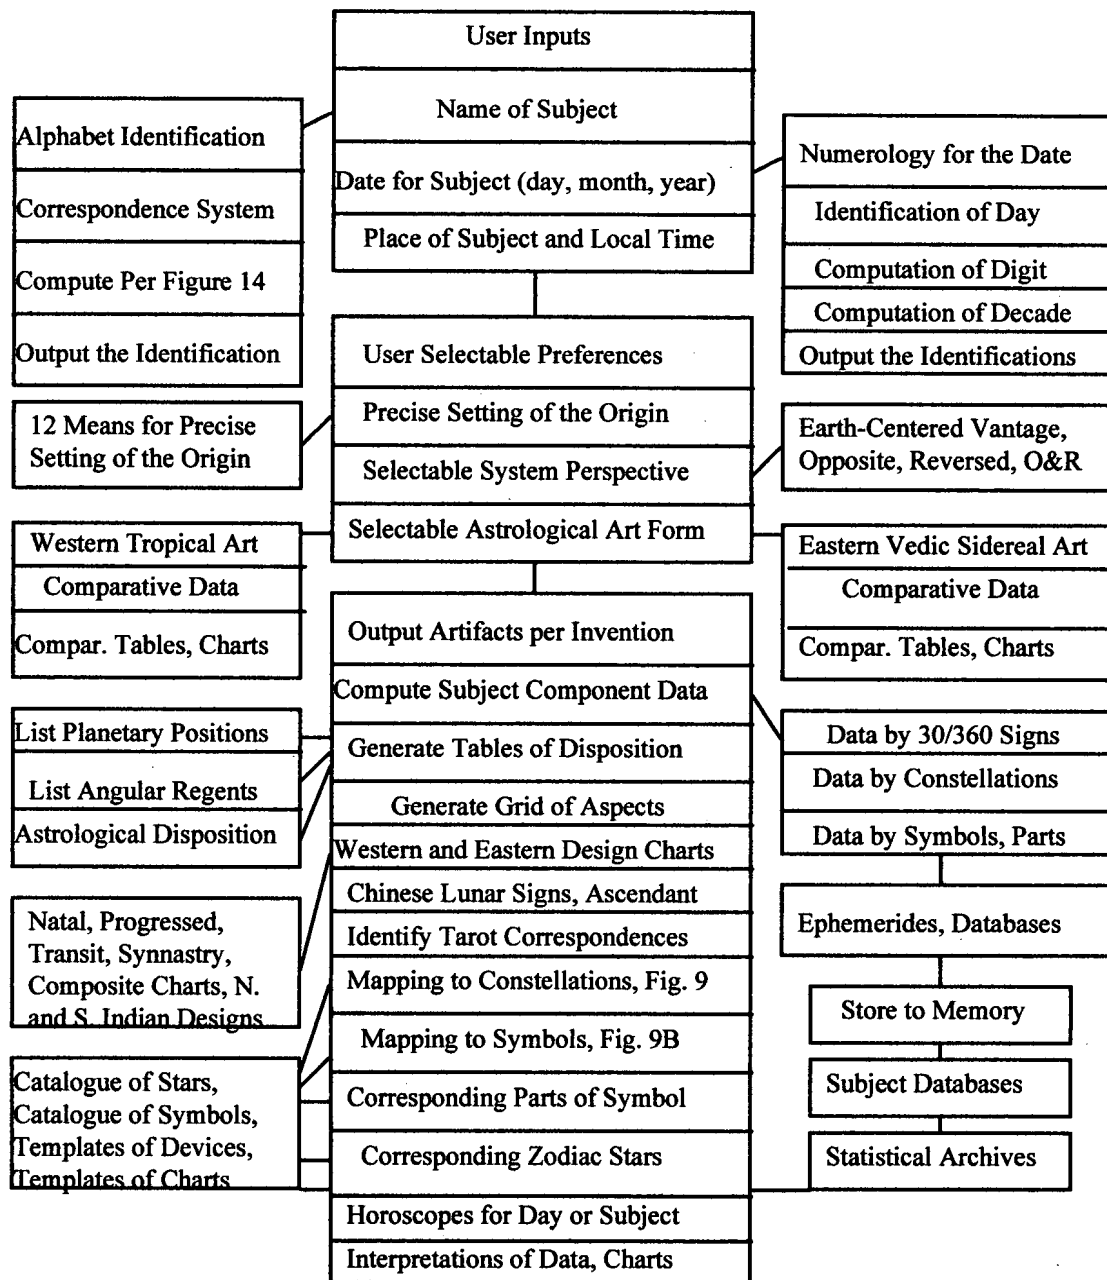 User Inputs
Name of Subject
Date for Subject (day, month, year)
Place of Subject and Local Time
Alphabet Identification
Correspondence System
Compute Per Figure 14
Output the Identification
Numerology for the Date
Identification of Day
Computation of Digit
Computation of Decade
Output the Identifications
User Selectable Preferences
Precise Setting of the Origin
Selectable System Perspective
Selectable Astrological Art Form
12 Means for Precise
Setting of the Origin
Earth-Centered Vantage,
Opposite, Reversed, O&R
Western Tropical Art
Comparative Data
Compar. Tables, Charts
Eastern Vedic Sidereal Art
Comparative Data
Compar. Tables, Charts
Output Artifacts per Invention
Compute Subject Component Data
Generate Tables of Disposition
Generate Grid of Aspects
Western and Eastern Design Charts
Chinese Lunar Signs, Ascendant
Identify Tarot Correspondences
Mapping to Constellations, Fig. 9
Mapping to Symbols, Fig. 9B
Corresponding Parts of Symbol
Corresponding Zodiac Stars
Horoscopes for Day or Subject
Interpretations of Data, Charts
List Planetary Positions
List Angular Regents
Astrological Disposition
Natal, Progressed,
Transit, Synnastry,
Composite Charts, N.
and S. Indian Designs
Catalogue of Stars,
Catalogue of Symbols,
Templates of Devices,
Templates of Charts
Data by 30/360 Signs
Data by Constellations
Data by Symbols, Parts
Ephemerides, Databases
Store to Memory
Subject Databases
Statistical Archives